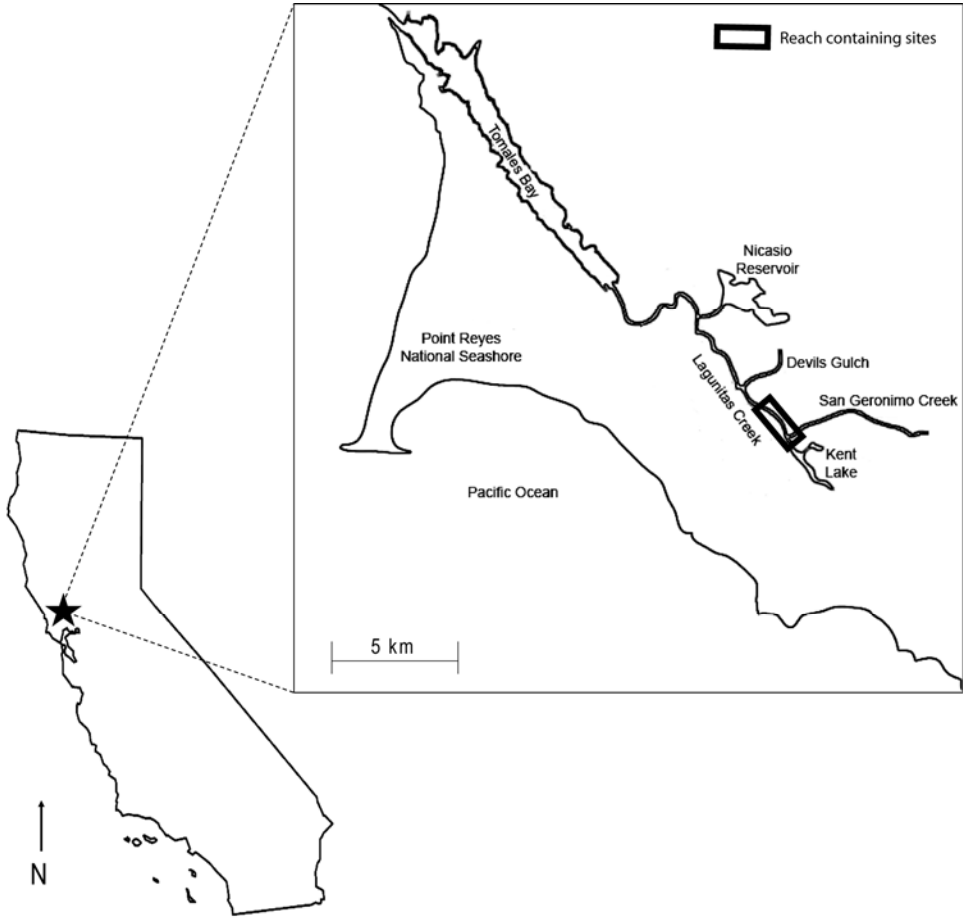 Reach containing sites
Tomales Bay
Nicasio
Reservoir
Point Reyes
National Seashore
Devils Gulch
Lagunitas Creek
San Geronimo Creek
Kent
Lake
Pacific Ocean
5 km
N